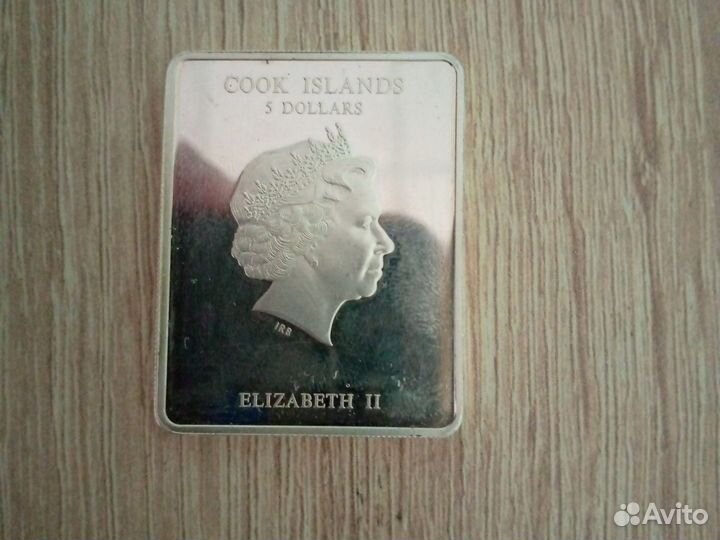 COOK ISLANDS
5 DOLLARS
IRB
ELIZABETH II
Avito